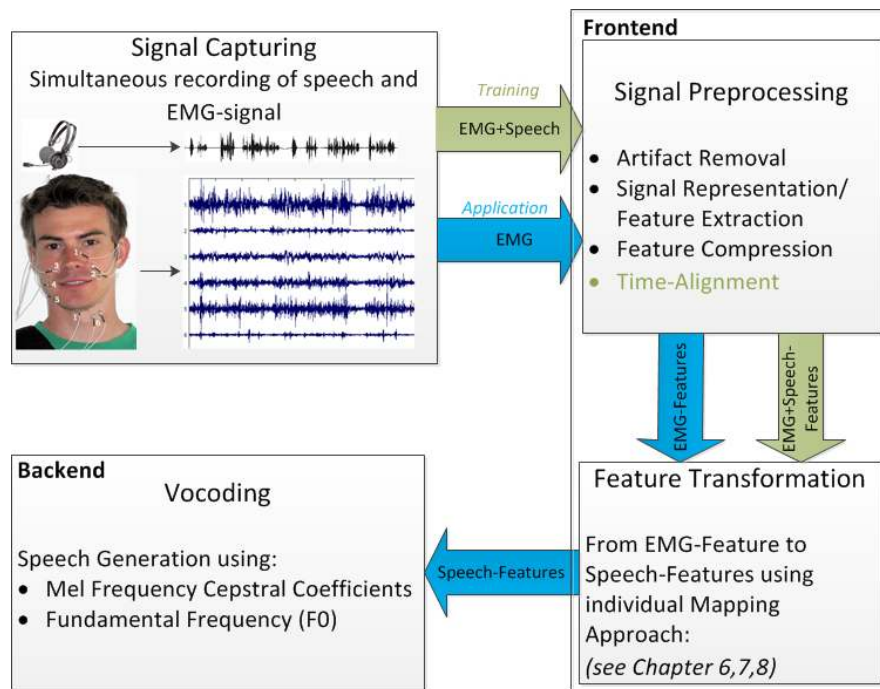 Signal Capturing
Simultaneous recording of speech and
EMG-signal
Training
EMG+Speech
Application
EMG
Frontend
Signal Preprocessing
• Artifact Removal
• Signal Representation/
Feature Extraction
• Feature Compression
• Time-Alignment
EMG-Features
EMG+Speech-
Features
Feature Transformation
From EMG-Feature to
Speech-Features using
individual Mapping
Approach:
(see Chapter 6,7,8)
Speech-Features
Backend
Vocoding
Speech Generation using:
• Mel Frequency Cepstral Coefficients
• Fundamental Frequency (F0)